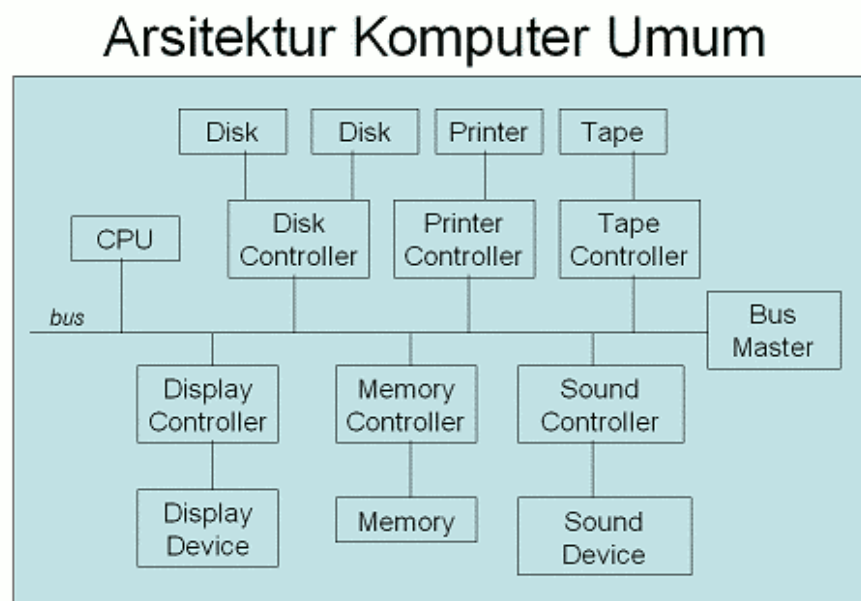 Arsitektur Komputer Umum
Disk
Disk
Printer
Tape
CPU
Disk
Controller
Printer
Controller
Tape
Controller
bus
Bus
Master
Display
Controller
Memory
Controller
Sound
Controller
Display
Device
Memory
Sound
Device